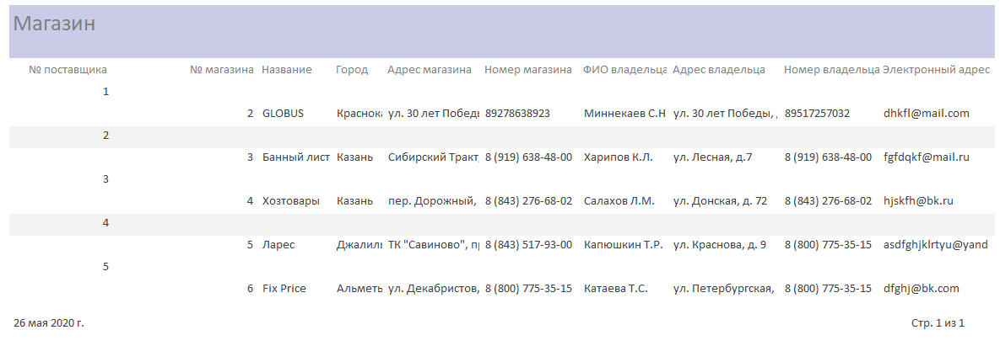 Магазин
№ поставщика № магазина Название Город Адрес магазина Номер магазина ФИО владельца Адрес владельца Номер владельца Электронный адрес
1
2 GLOBUS Краснока ул. 30 лет Победы 89278638923 Миннекаев С.Н ул. 30 лет Победы, 89517257032 dhkfl@mail.com
2
3 Банный лист Казань Сибирский Тракт, 8 (919) 638-48-00 Харипов К.Л. ул. Лесная, д.7 8 (919) 638-48-00 fgfdqkf@mail.ru
3
4 Хозтовары Казань пер. Дорожный, 8 (843) 276-68-02 Салахов Л.М. ул. Донская, д. 72 8 (843) 276-68-02 hjskfh@bk.ru
4
5 Ларес Джалиль ТК "Савиново", п 8 (843) 517-93-00 Капюшкин Т.Р. ул. Краснова, д. 9 8 (800) 775-35-15 asdfghjklrtyu@yand
5
6 Fix Price Альметь ул. Декабристов, 8 (800) 775-35-15 Катаева Т.С. ул. Петербургская, 8 (800) 775-35-15 dfghj@bk.com
26 мая 2020 г. Стр. 1 из 1